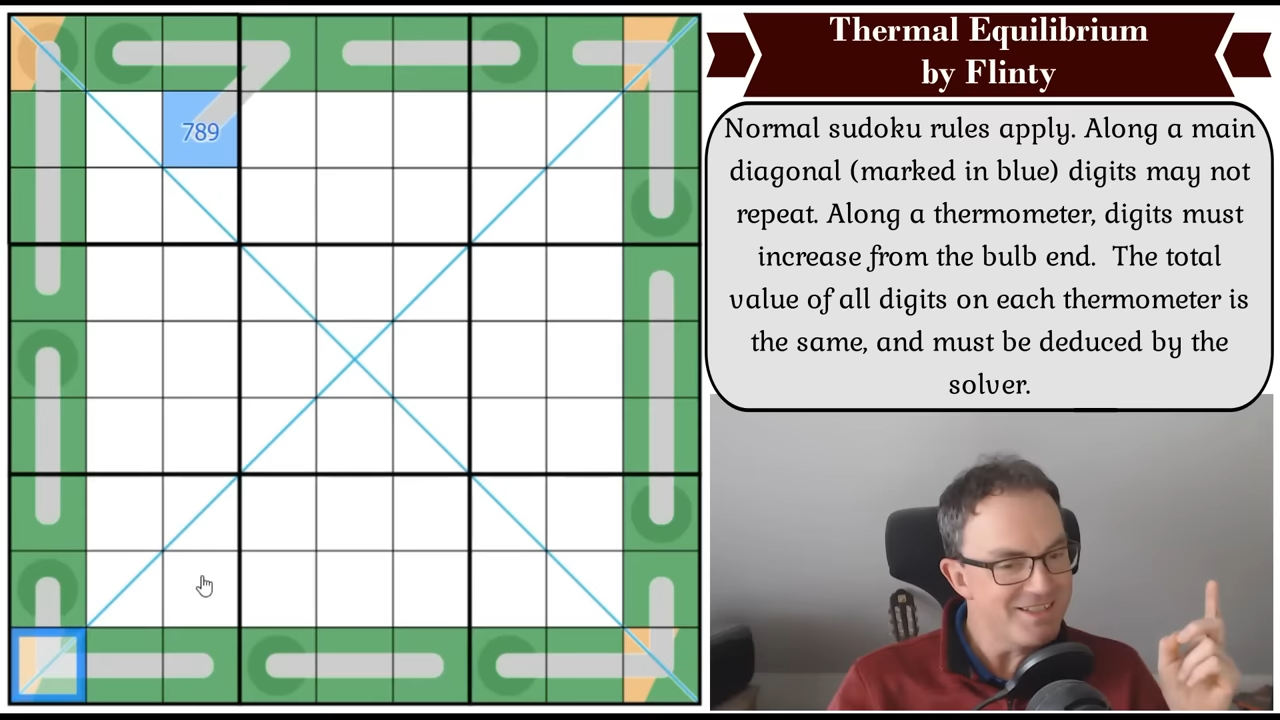 Thermal Equilibrium
by Flinty
Normal sudoku rules apply. Along a main
diagonal (marked in blue) digits may not
repeat. Along a thermometer, digits must
increase from the bulb end. The total
value of all digits on each thermometer is
the same, and must be deduced by the
solver.
789